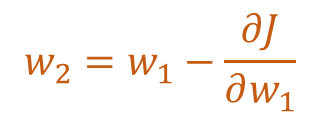 w₂ = w₁ − ∂J/∂w₁